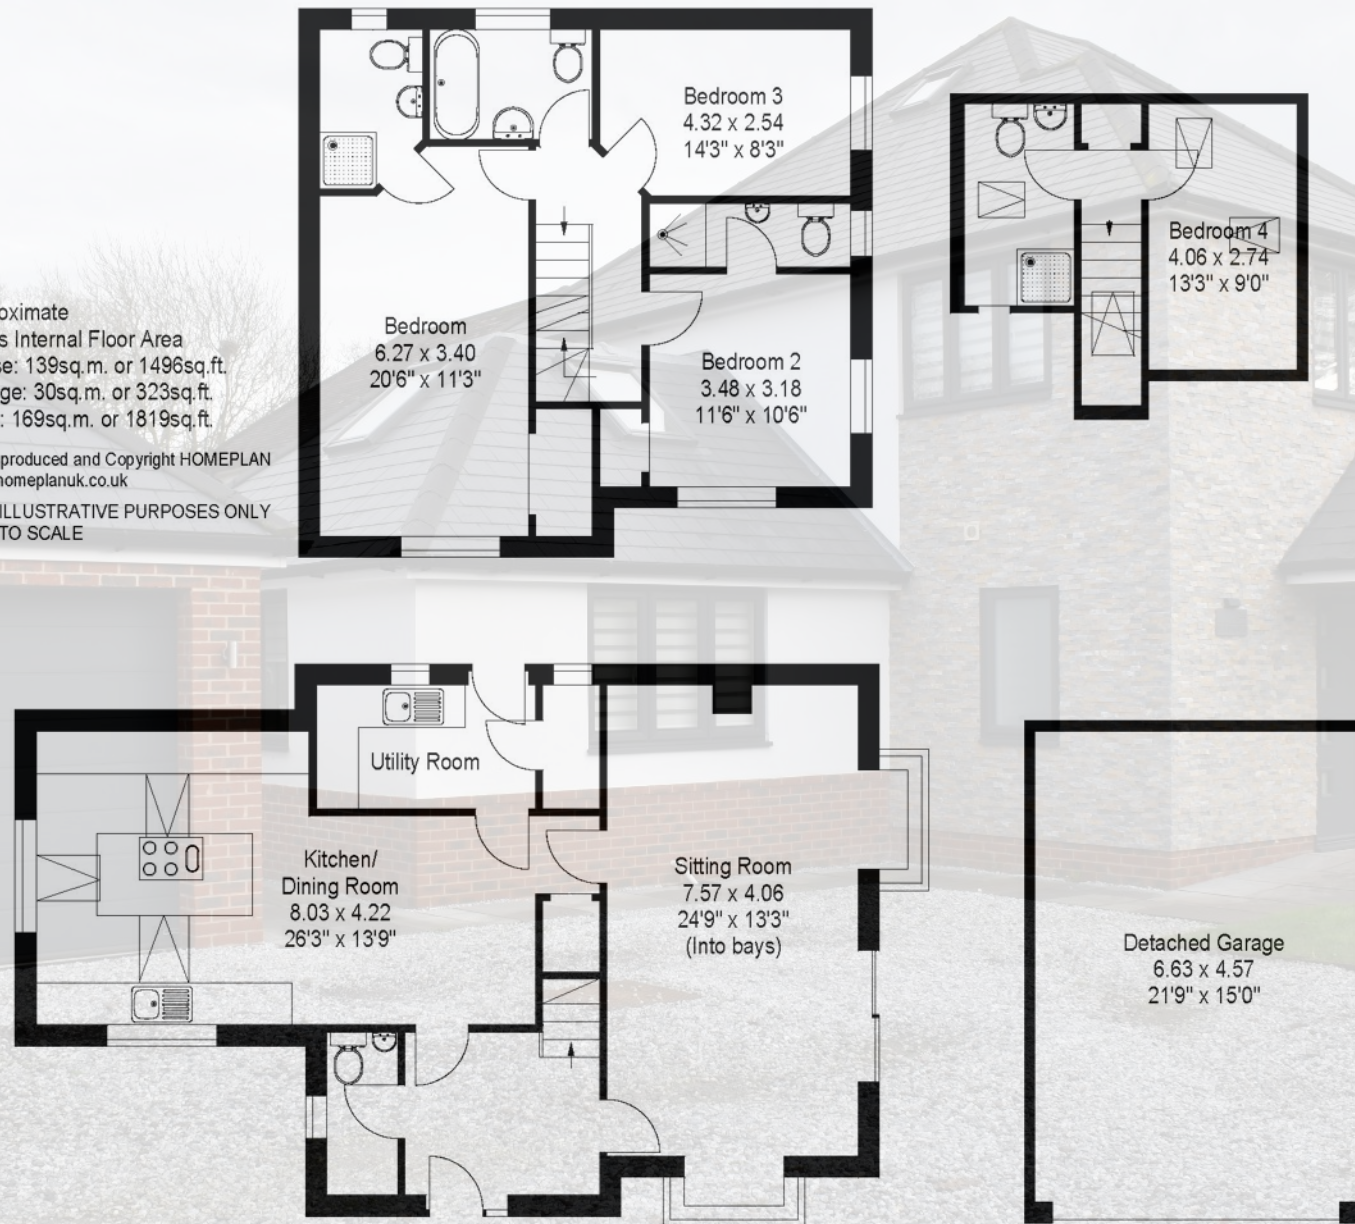 Bedroom 3
4.32 x 2.54
14'3" x 8'3"
Bedroom 4
4.06 x 2.74
13'3" x 9'0"
Bedroom
6.27 x 3.40
20'6" x 11'3"
Bedroom 2
3.48 x 3.18
11'6" x 10'6"
oximate
s Internal Floor Area
se: 139sq.m. or 1496sq.ft.
ge: 30sq.m. or 323sq.ft.
: 169sq.m. or 1819sq.ft.
produced and Copyright HOMEPLAN
homeplanuk.co.uk
ILLUSTRATIVE PURPOSES ONLY
TO SCALE
Utility Room
Kitchen/
Dining Room
8.03 x 4.22
26'3" x 13'9"
Sitting Room
7.57 x 4.06
24'9" x 13'3"
(Into bays)
Detached Garage
6.63 x 4.57
21'9" x 15'0"